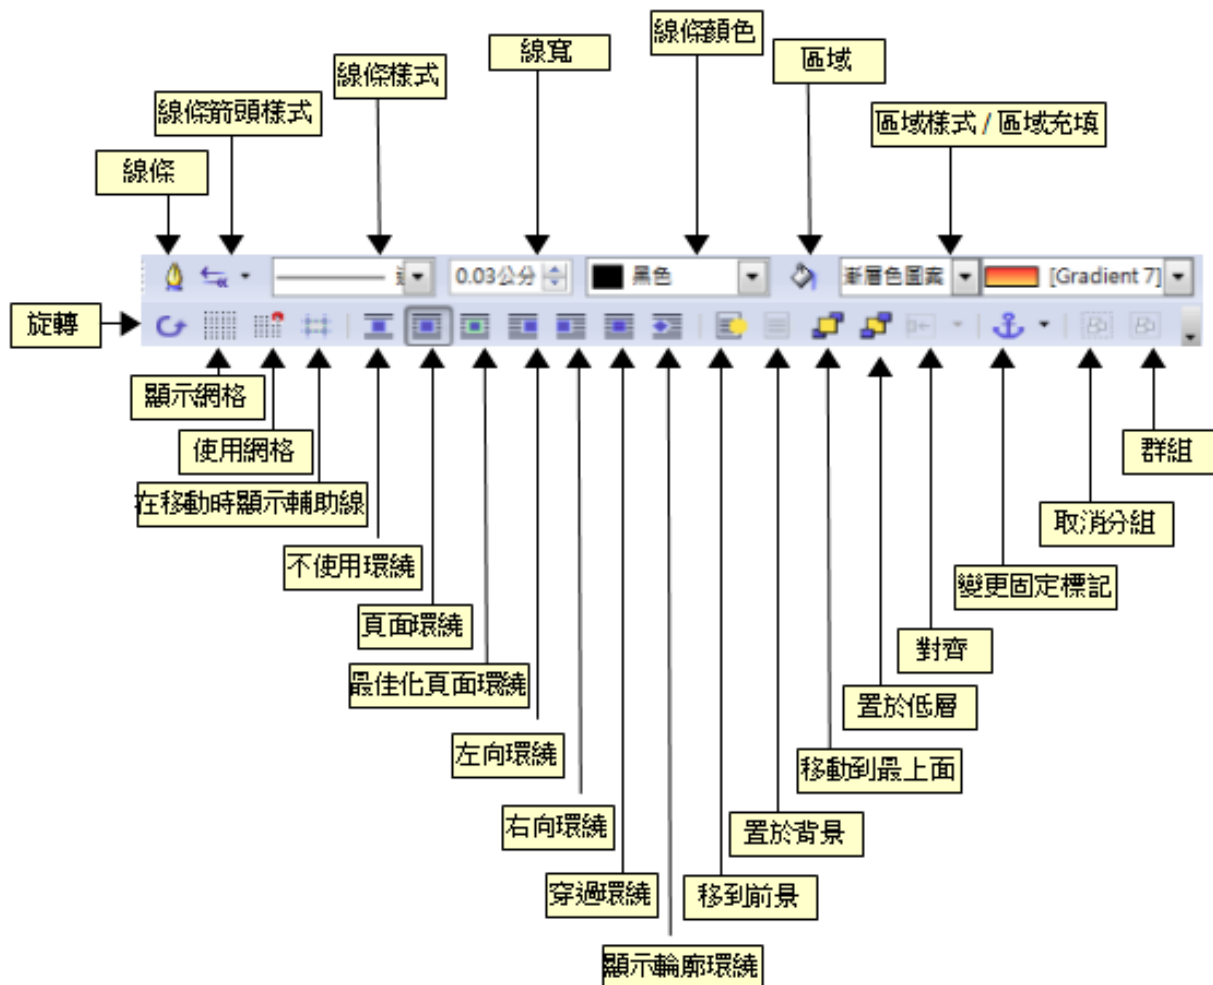 線條顏色
線寬
區域
線條樣式
線條箭頭樣式
區域樣式 / 區域充填
線條
0.03公分
黑色
漸層色圖案
[Gradient 7]
旋轉
顯示網格
使用網格
群組
在移動時顯示輔助線
取消分組
不使用環繞
變更固定標記
頁面環繞
對齊
最佳化頁面環繞
置於低層
左向環繞
移動到最上面
右向環繞
置於背景
穿過環繞
移到前景
顯示輪廓環繞